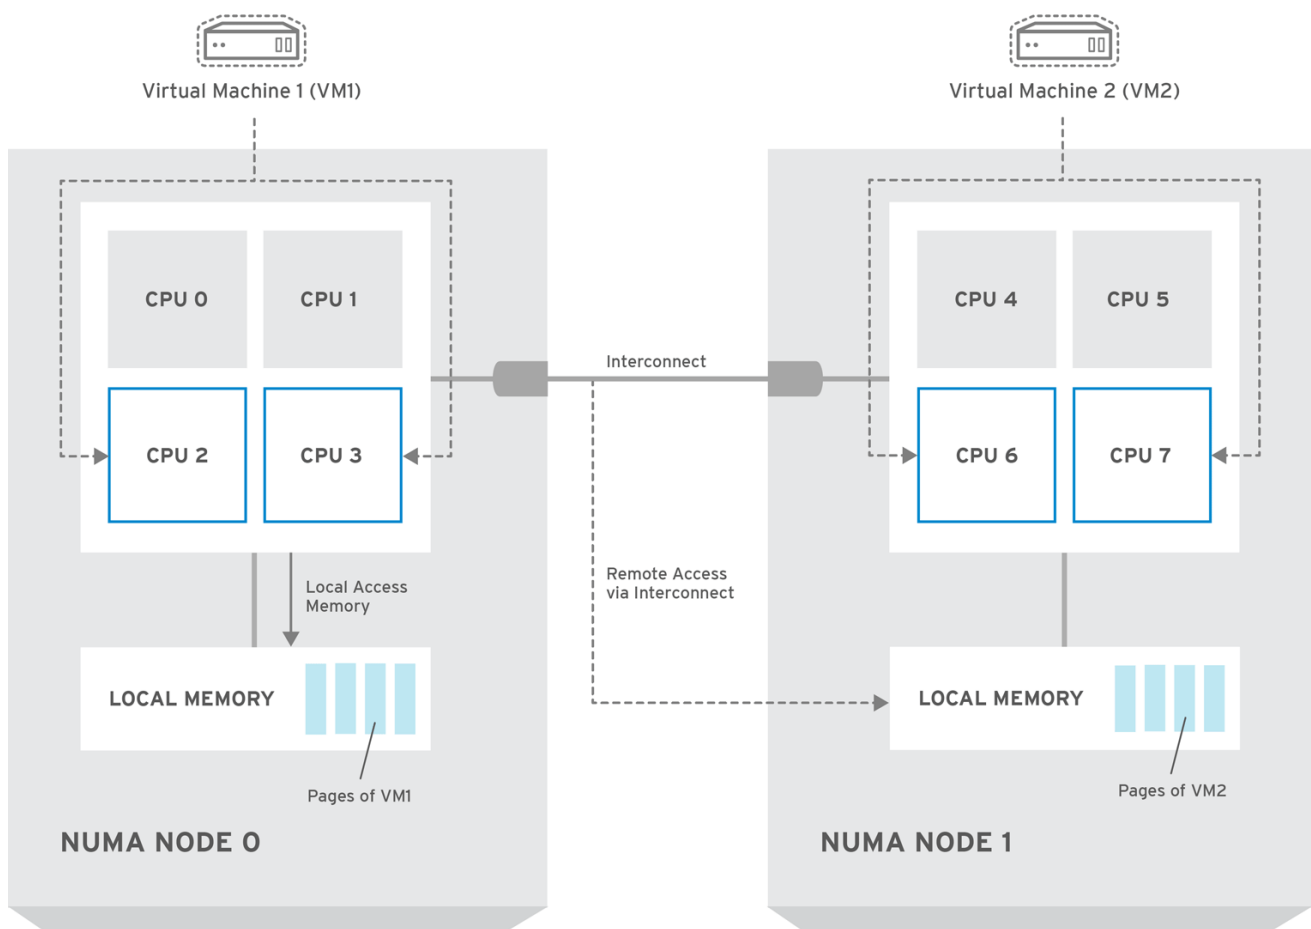 Virtual Machine 1 (VM1)
Virtual Machine 2 (VM2)
CPU 0
CPU 1
CPU 2
CPU 3
Local Access
Memory
LOCAL MEMORY
Pages of VM1
NUMA NODE 0
Interconnect
Remote Access
via Interconnect
CPU 4
CPU 5
CPU 6
CPU 7
LOCAL MEMORY
Pages of VM2
NUMA NODE 1